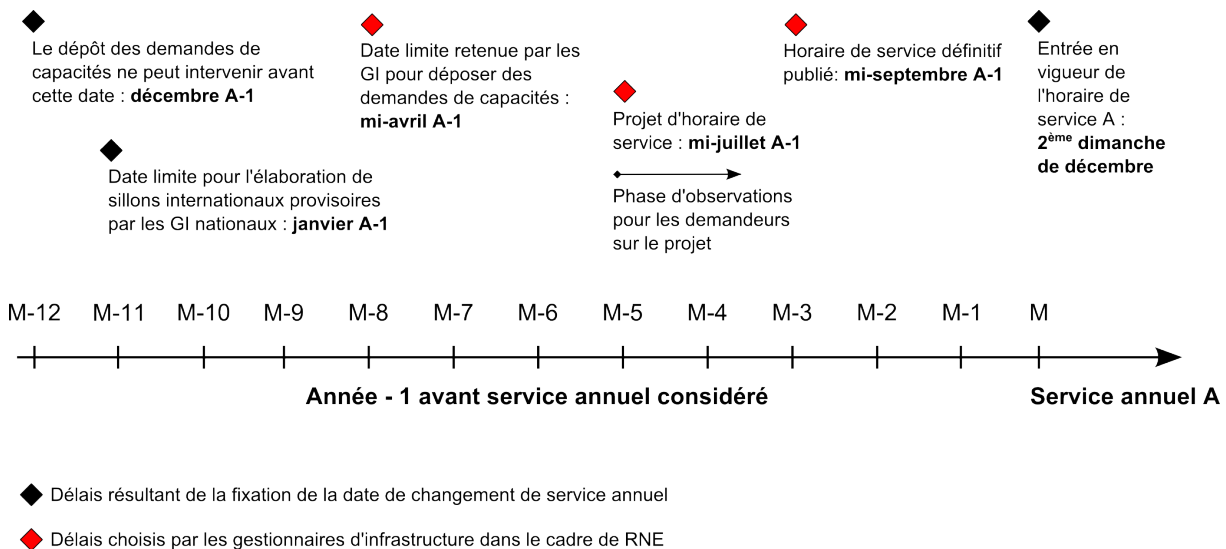 Le dépôt des demandes de
capacités ne peut intervenir avant
cette date : décembre A-1
Date limite pour l'élaboration de
sillons internationaux provisoires
par les GI nationaux : janvier A-1
Date limite retenue par les
GI pour déposer des
demandes de capacités :
mi-avril A-1
Projet d'horaire de
service : mi-juillet A-1
Phase d'observations
pour les demandeurs
sur le projet
Horaire de service définitif
publié: mi-septembre A-1
Entrée en
vigueur de
l'horaire de
service A :
2ème dimanche
de décembre
M-12 M-11 M-10 M-9 M-8 M-7 M-6 M-5 M-4 M-3 M-2 M-1 M
Année - 1 avant service annuel considéré
Service annuel A
Délais résultant de la fixation de la date de changement de service annuel
Délais choisis par les gestionnaires d'infrastructure dans le cadre de RNE